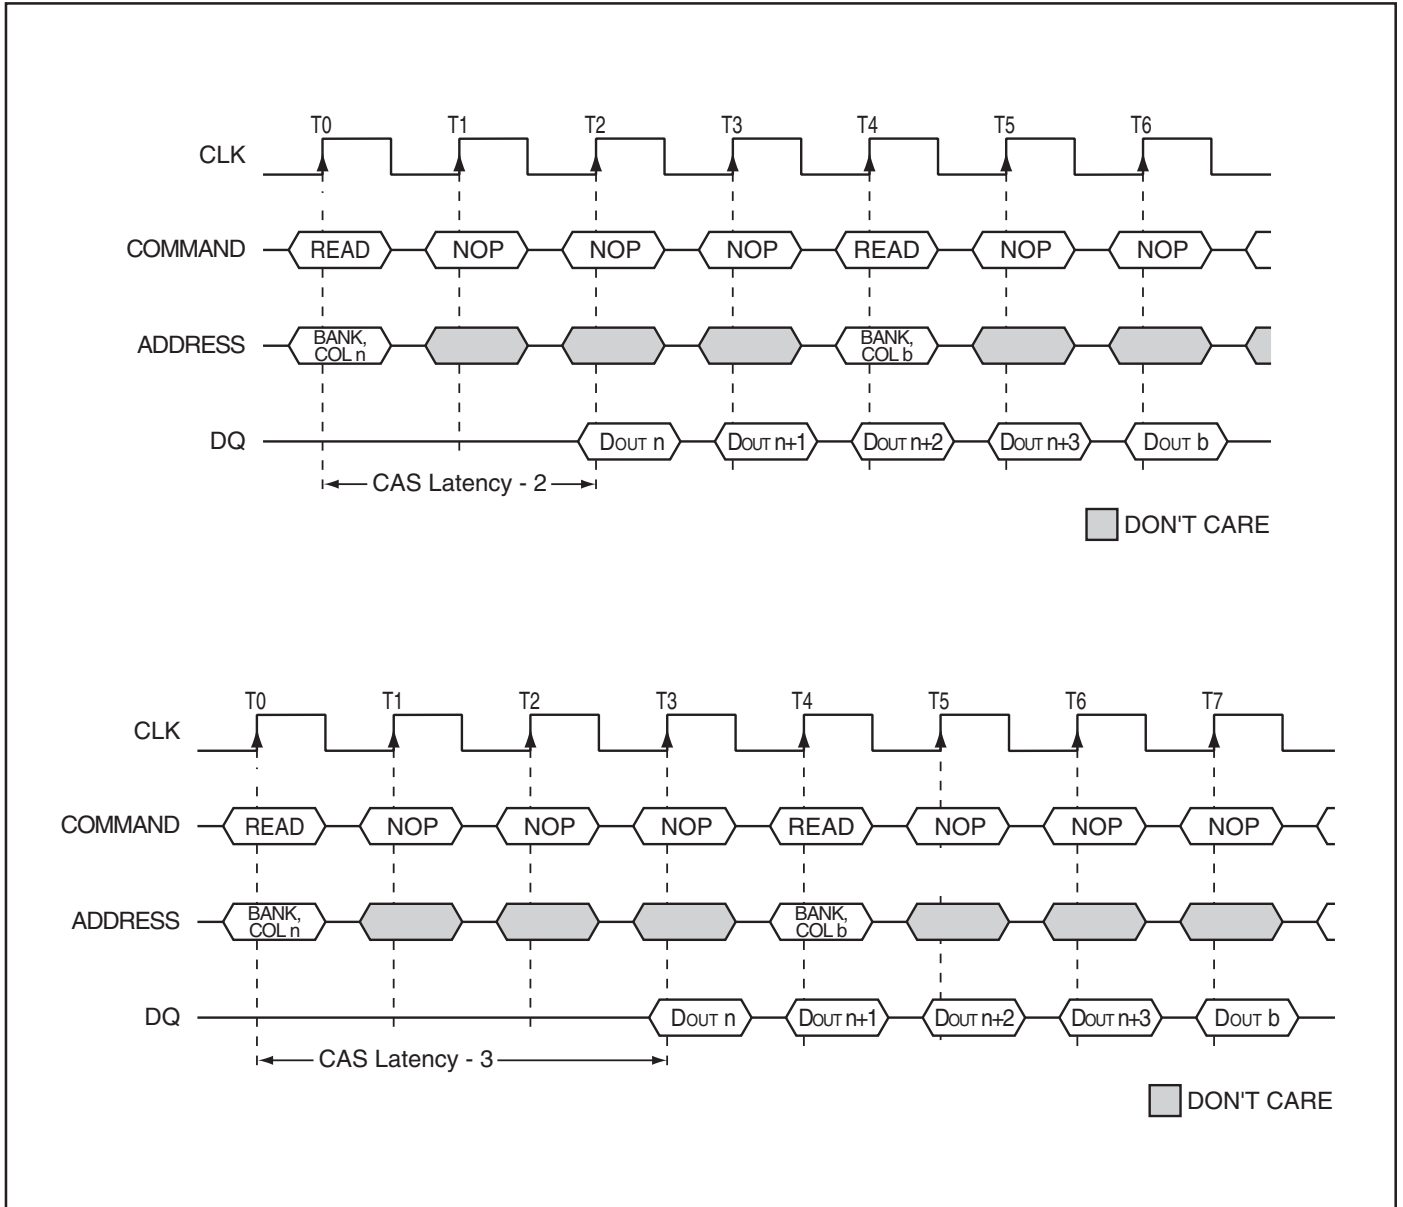 T0 T1 T2 T3 T4 T5 T6
CLK
COMMAND READ NOP NOP NOP READ NOP NOP
ADDRESS BANK, COL n BANK, COL b
DQ DOUT n DOUT n+1 DOUT n+2 DOUT n+3 DOUT b
CAS Latency - 2
DON'T CARE
T0 T1 T2 T3 T4 T5 T6 T7
CLK
COMMAND READ NOP NOP NOP READ NOP NOP NOP
ADDRESS BANK, COL n BANK, COL b
DQ DOUT n DOUT n+1 DOUT n+2 DOUT n+3 DOUT b
CAS Latency - 3
DON'T CARE